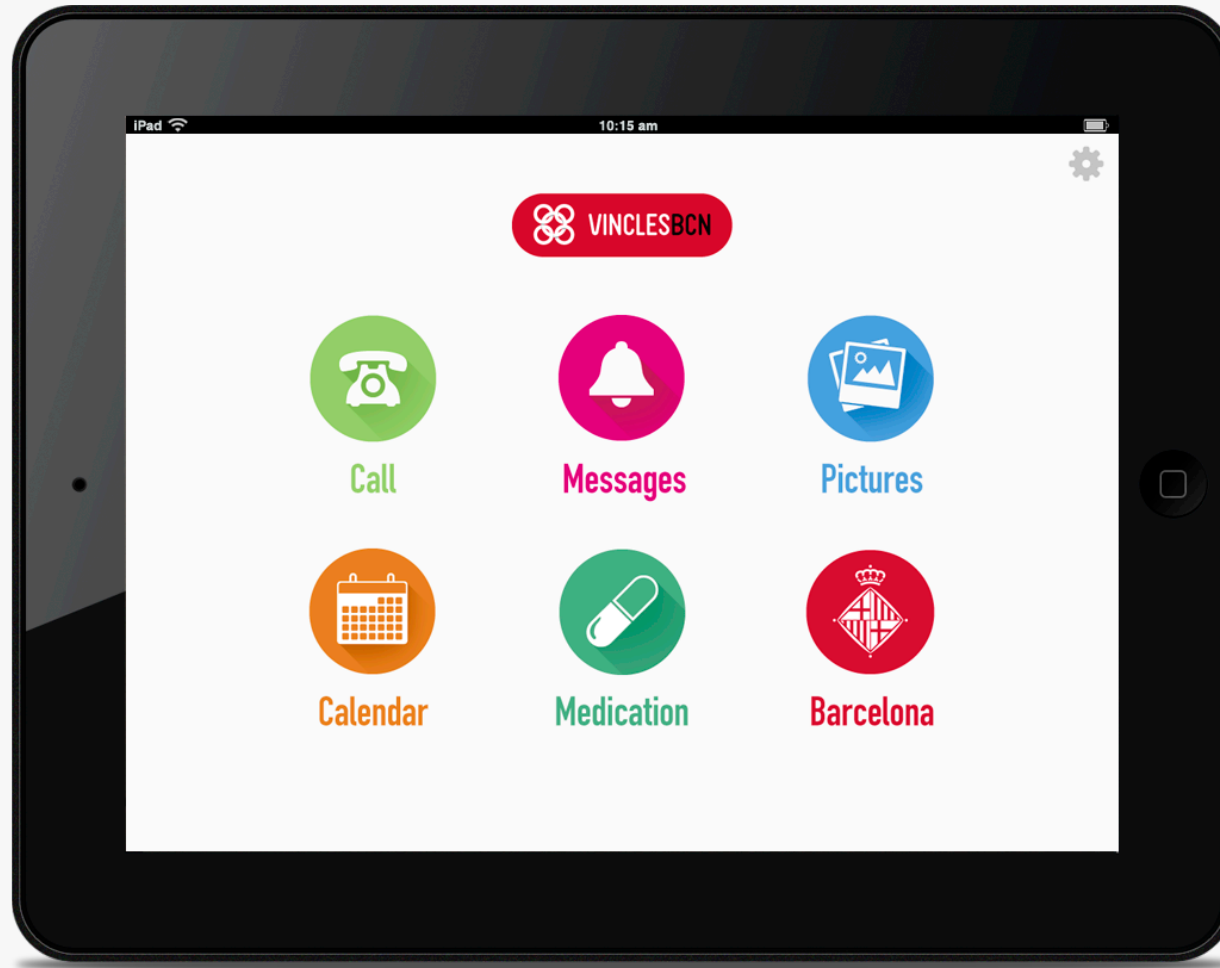 iPad 10:15 am
VINCLESBCN
Call Messages Pictures
Calendar Medication Barcelona